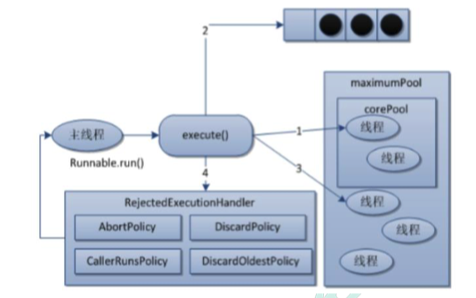 2
maximumPool
corePool
主线程
execute()
1
线程
线程
Runnable.run()
4
3
RejectedExecutionHandler
线程
AbortPolicy
DiscardPolicy
线程
CallerRunsPolicy
DiscardOldestPolicy
线程